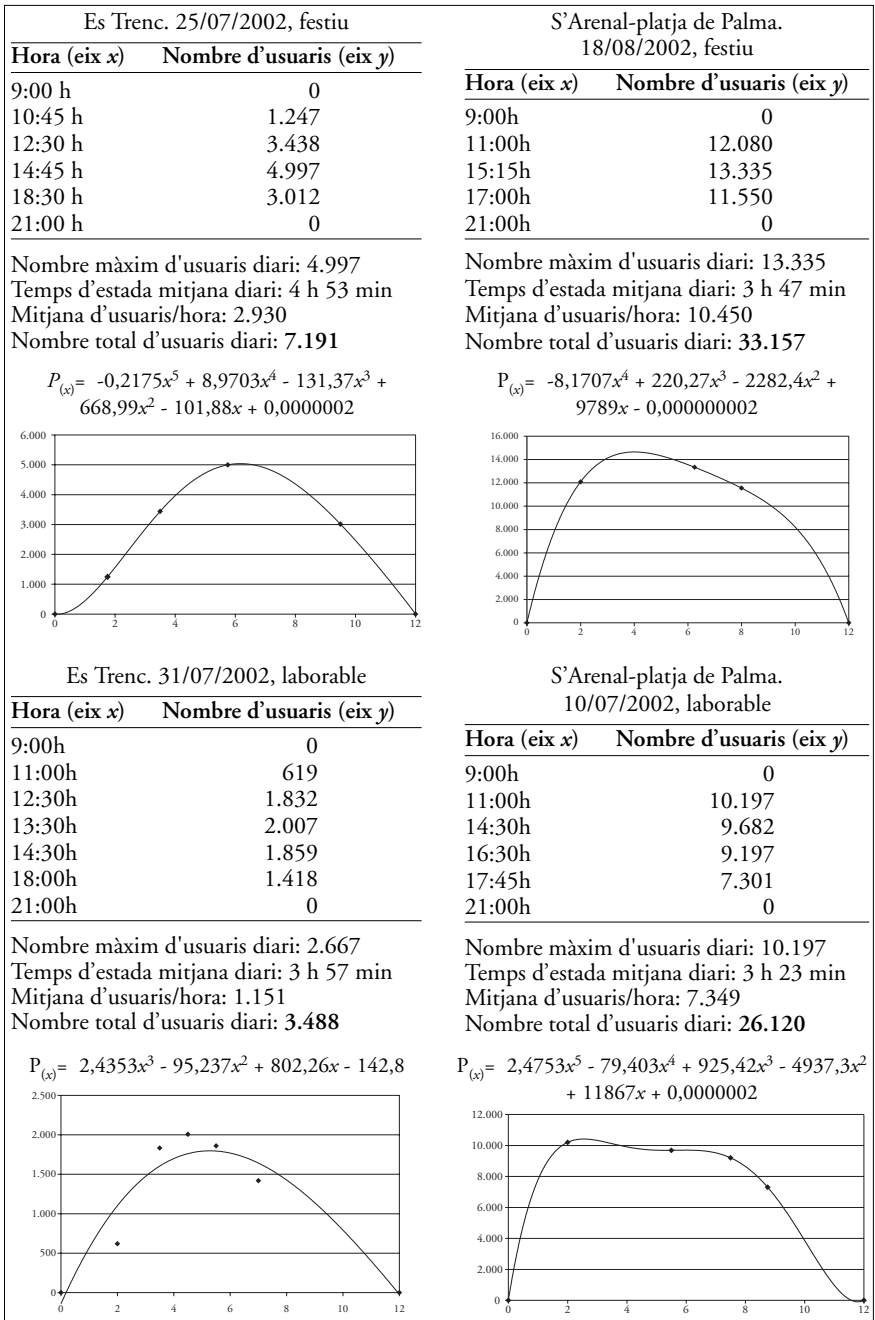 Es Trenc. 25/07/2002, festiu
Hora (eix x) Nombre d'usuaris (eix y)
9:00 h 0
10:45 h 1.247
12:30 h 3.438
14:45 h 4.997
18:30 h 3.012
21:00 h 0
Nombre màxim d'usuaris diari: 4.997
Temps d'estada mitjana diari: 4 h 53 min
Mitjana d'usuaris/hora: 2.930
Nombre total d'usuaris diari: 7.191
P(x)= -0,2175x⁵ + 8,9703x⁴ - 131,37x³ +
668,99x² - 101,88x + 0,0000002
6.000
5.000
4.000
3.000
2.000
1.000
0
0 2 4 6 8 10 12
S'Arenal-platja de Palma.
18/08/2002, festiu
Hora (eix x) Nombre d'usuaris (eix y)
9:00h 0
11:00h 12.080
15:15h 13.335
17:00h 11.550
21:00h 0
Nombre màxim d'usuaris diari: 13.335
Temps d'estada mitjana diari: 3 h 47 min
Mitjana d'usuaris/hora: 10.450
Nombre total d'usuaris diari: 33.157
P(x)= -8,1707x⁴ + 220,27x³ - 2282,4x² +
9789x - 0,000000002
16.000
14.000
12.000
10.000
8.000
6.000
4.000
2.000
0
0 2 4 6 8 10 12
Es Trenc. 31/07/2002, laborable
Hora (eix x) Nombre d'usuaris (eix y)
9:00h 0
11:00h 619
12:30h 1.832
13:30h 2.007
14:30h 1.859
18:00h 1.418
21:00h 0
Nombre màxim d'usuaris diari: 2.667
Temps d'estada mitjana diari: 3 h 57 min
Mitjana d'usuaris/hora: 1.151
Nombre total d'usuaris diari: 3.488
P(x)= 2,4353x³ - 95,237x² + 802,26x - 142,8
2.500
2.000
1.500
1.000
500
0
0 2 4 6 8 10 12
S'Arenal-platja de Palma.
10/07/2002, laborable
Hora (eix x) Nombre d'usuaris (eix y)
9:00h 0
11:00h 10.197
14:30h 9.682
16:30h 9.197
17:45h 7.301
21:00h 0
Nombre màxim d'usuaris diari: 10.197
Temps d'estada mitjana diari: 3 h 23 min
Mitjana d'usuaris/hora: 7.349
Nombre total d'usuaris diari: 26.120
P(x)= 2,4753x⁵ - 79,403x⁴ + 925,42x³ - 4937,3x²
+ 11867x + 0,0000002
12.000
10.000
8.000
6.000
4.000
2.000
0
0 2 4 6 8 10 12